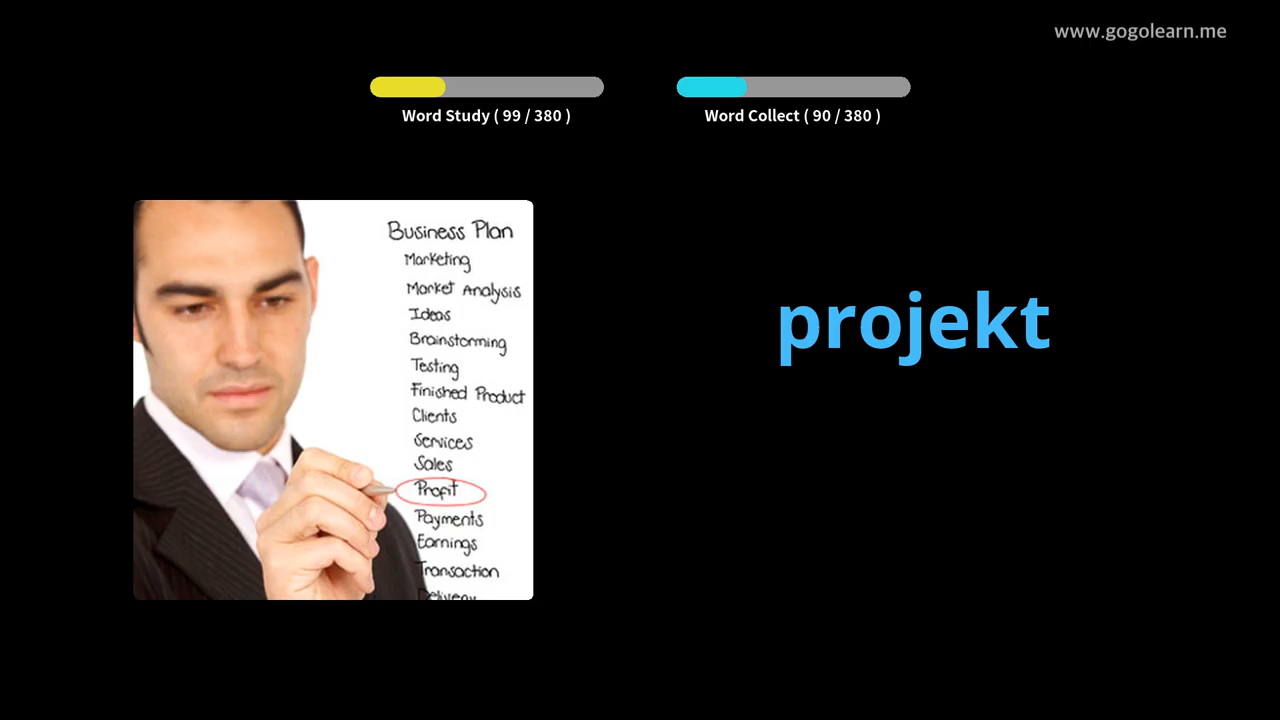 www.gogolearn.me
Word Study ( 99 / 380 )
Word Collect ( 90 / 380 )
Business Plan
Marketing
Market Analysis
Ideas
Brainstorming
Testing
Finished Product
Clients
Services
Sales
Profit
Payments
Earnings
Transaction
Delivery
projekt